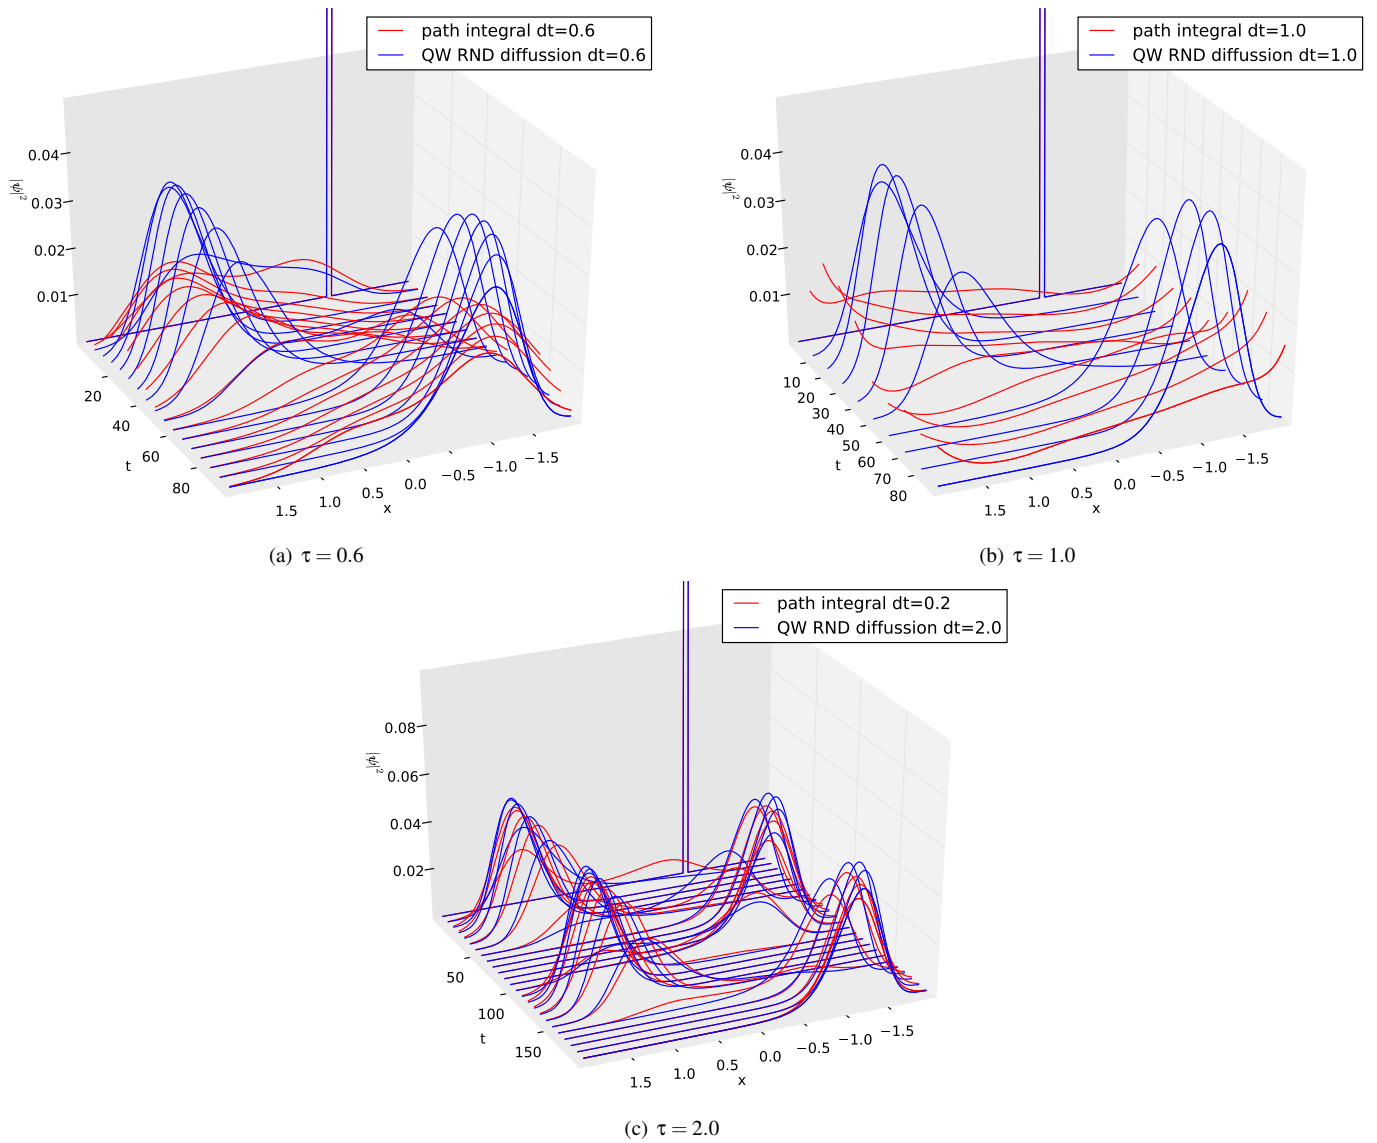 path integral dt=0.6
QW RND diffussion dt=0.6
0.04
0.03
0.02
0.01
|ψ|²
20
40
60
80
t
1.5
1.0
0.5
0.0
−0.5
−1.0
−1.5
x
(a) τ = 0.6
path integral dt=1.0
QW RND diffussion dt=1.0
0.04
0.03
0.02
0.01
|ψ|²
10
20
30
40
50
60
70
80
t
1.5
1.0
0.5
0.0
−0.5
−1.0
−1.5
x
(b) τ = 1.0
path integral dt=0.2
QW RND diffussion dt=2.0
0.08
0.06
0.04
0.02
|ψ|²
50
100
150
t
1.5
1.0
0.5
0.0
−0.5
−1.0
−1.5
x
(c) τ = 2.0